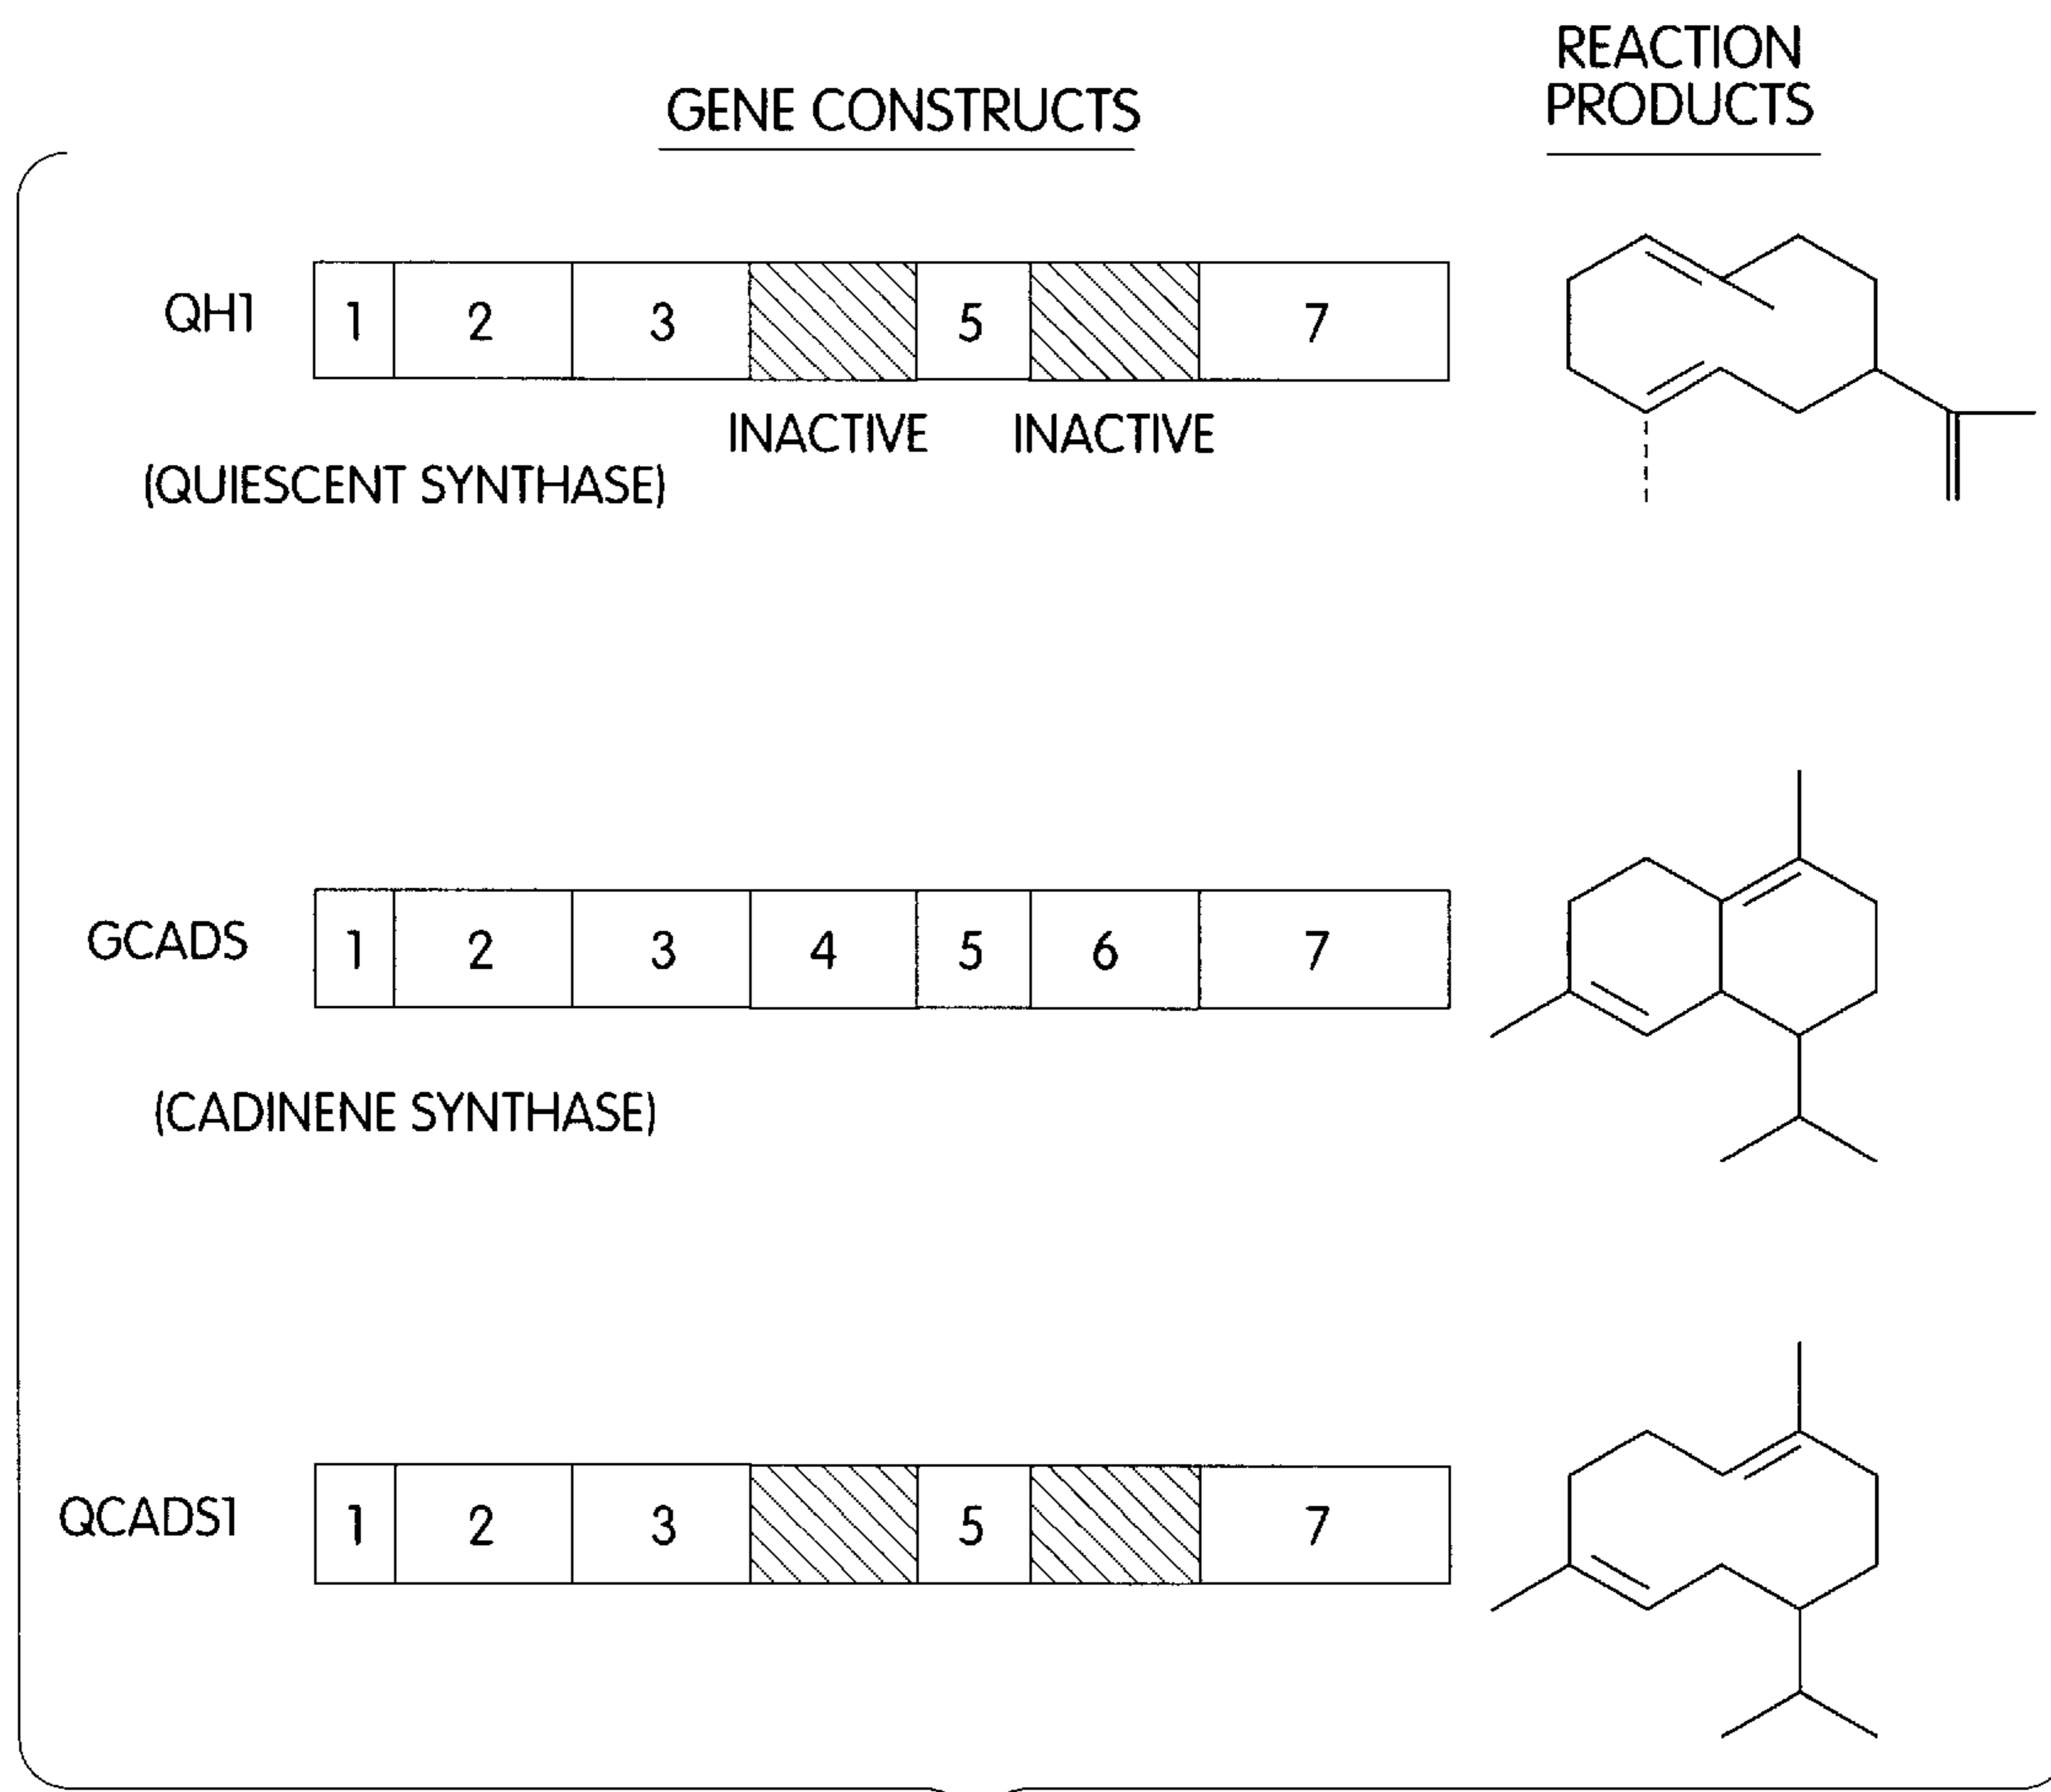 GENE CONSTRUCTS
REACTION
PRODUCTS
QH1
1 2 3 5 7
INACTIVE INACTIVE
(QUIESCENT SYNTHASE)
GCADS
1 2 3 4 5 6 7
(CADINENE SYNTHASE)
QCADS1
1 2 3 5 7